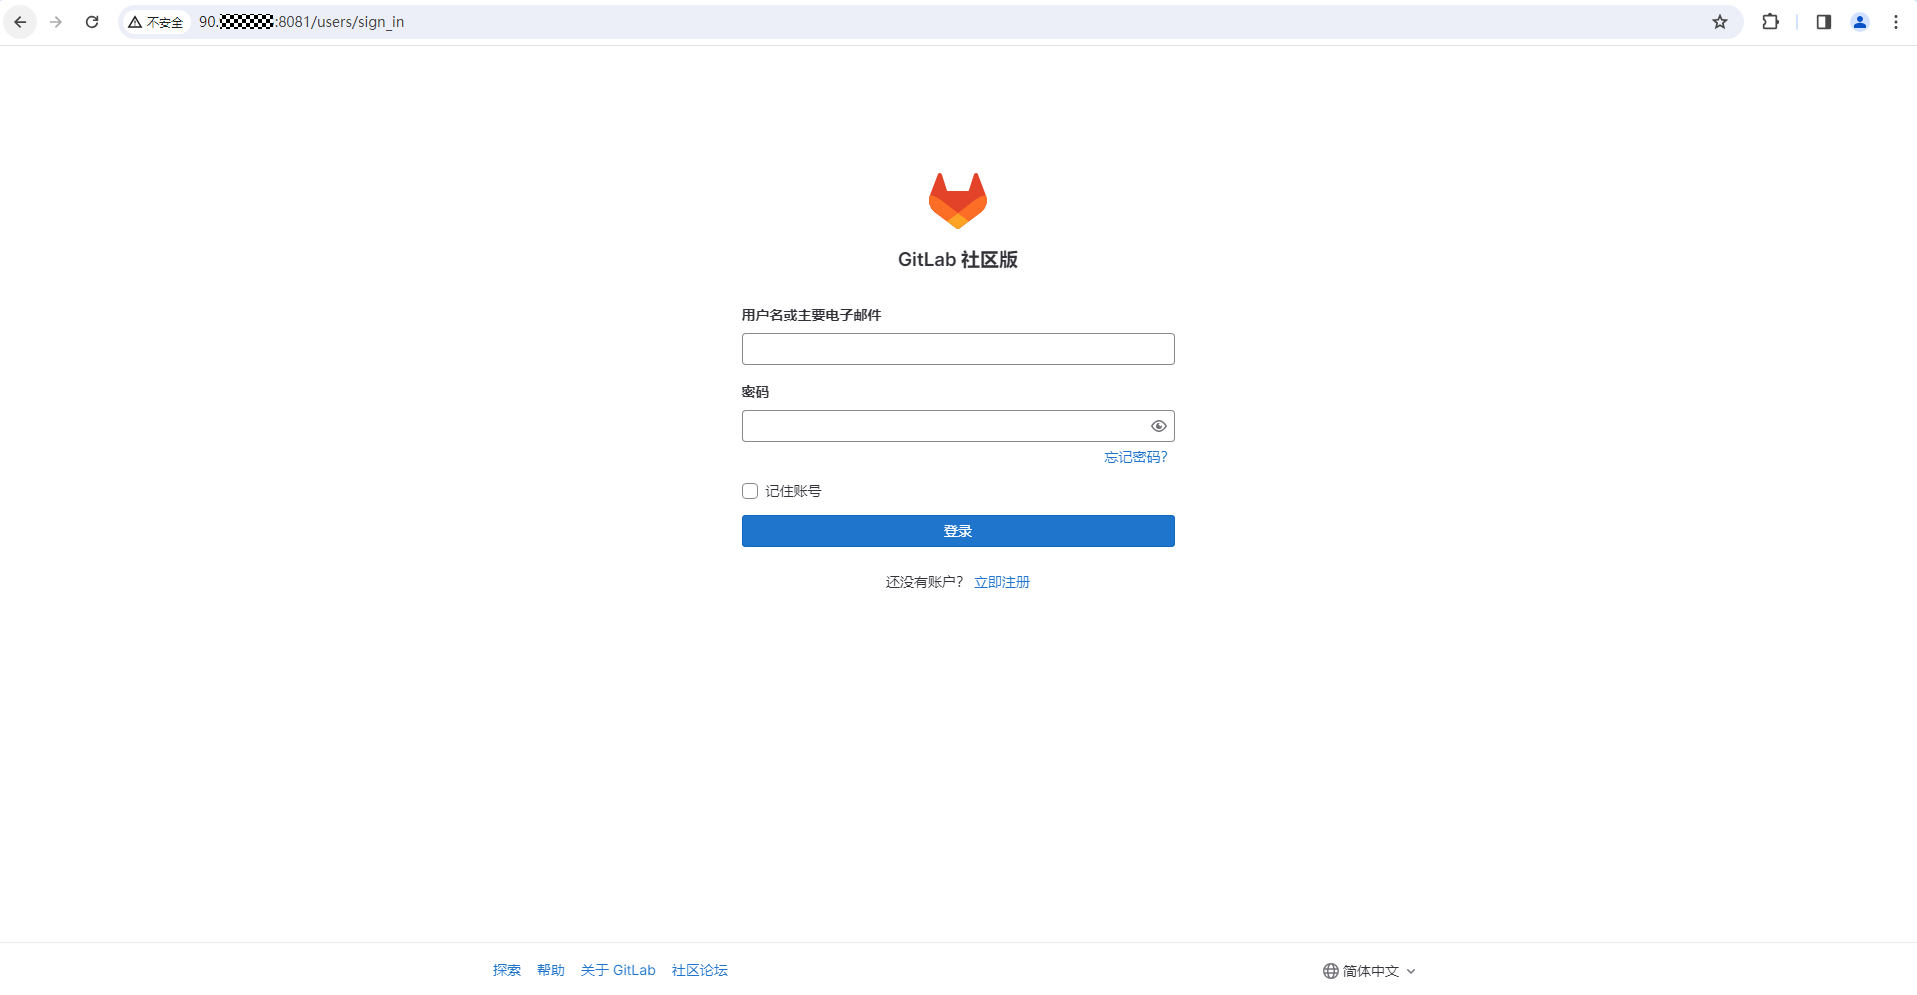 不安全 90.:8081/users/sign_in
GitLab 社区版
用户名或主要电子邮件
密码
忘记密码?
记住账号
登录
还没有账户? 立即注册
探索 帮助 关于 GitLab 社区论坛 简体中文